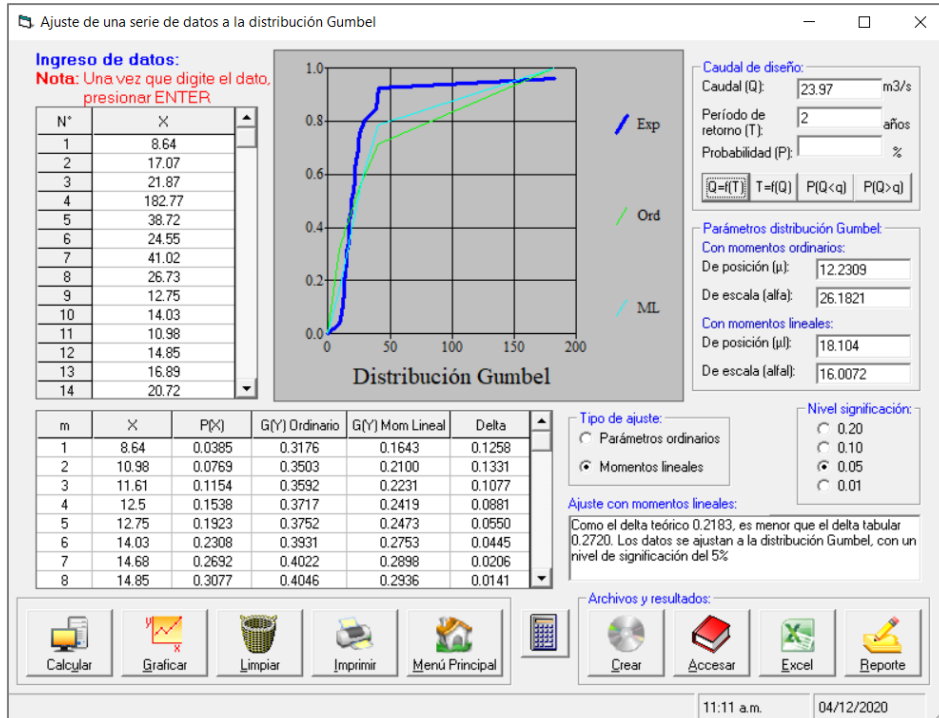 Ajuste de una serie de datos a la distribución Gumbel
Ingreso de datos:
Nota: Una vez que digite el dato,
presionar ENTER
N° X
1 8.64
2 17.07
3 21.87
4 182.77
5 38.72
6 24.55
7 41.02
8 26.73
9 12.75
10 14.03
11 10.98
12 14.85
13 16.89
14 20.72
1.0
0.8
0.6
0.4
0.2
0.0
0 50 100 150 200
Exp
Ord
ML
Distribución Gumbel
Caudal de diseño:
Caudal (Q): 23.97 m3/s
Período de
retorno (T): 2 años
Probabilidad (P): %
Q=f(T) T=f(Q) P(Q<q) P(Q>q)
Parámetros distribución Gumbel:
Con momentos ordinarios:
De posición (µ): 12.2309
De escala (alfa): 26.1821
Con momentos lineales:
De posición (µl): 18.104
De escala (alfal): 16.0072
m X P(X) G(Y) Ordinario G(Y) Mom Lineal Delta
1 8.64 0.0385 0.3176 0.1643 0.1258
2 10.98 0.0769 0.3503 0.2100 0.1331
3 11.61 0.1154 0.3592 0.2231 0.1077
4 12.5 0.1538 0.3717 0.2419 0.0881
5 12.75 0.1923 0.3752 0.2473 0.0550
6 14.03 0.2308 0.3931 0.2753 0.0445
7 14.68 0.2692 0.4022 0.2898 0.0206
8 14.85 0.3077 0.4046 0.2936 0.0141
Tipo de ajuste:
Parámetros ordinarios
Momentos lineales
Nivel significación:
0.20
0.10
0.05
0.01
Ajuste con momentos lineales:
Como el delta teórico 0.2183, es menor que el delta tabular
0.2720. Los datos se ajustan a la distribución Gumbel, con un
nivel de significación del 5%
Calcular
Graficar
y
x
Limpiar
Imprimir
Menú Principal
Archivos y resultados:
Crear
Accesar
Excel
Reporte
11:11 a.m. 04/12/2020